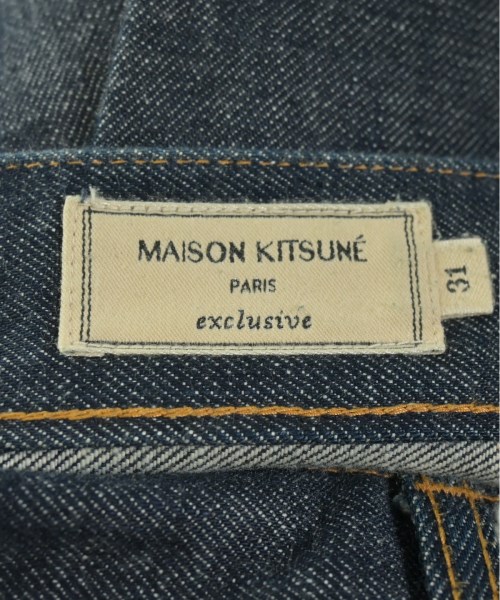 MAISON KITSUNÉ
PARIS
exclusive
31